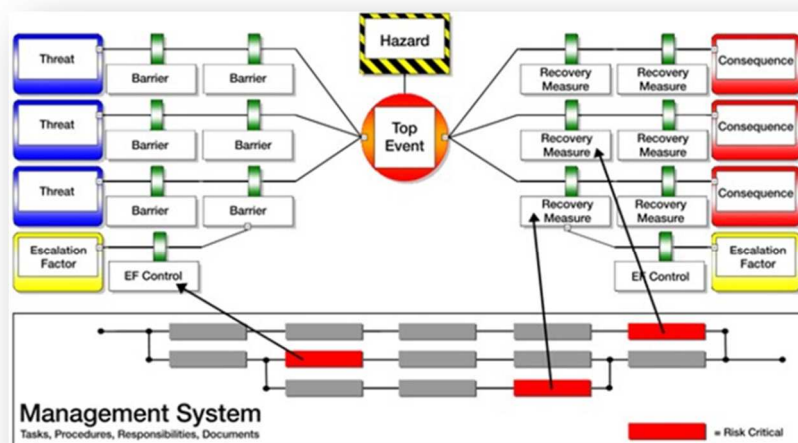 Hazard
Threat
Barrier
Barrier
Recovery
Measure
Recovery
Measure
Consequence
Top
Event
Threat
Barrier
Barrier
Recovery
Measure
Recovery
Measure
Consequence
Threat
Barrier
Barrier
Recovery
Measure
Recovery
Measure
Consequence
Escalation
Factor
EF Control
EF Control
Escalation
Factor
Management System
Tasks, Procedures, Responsibilities, Documents
= Risk Critical